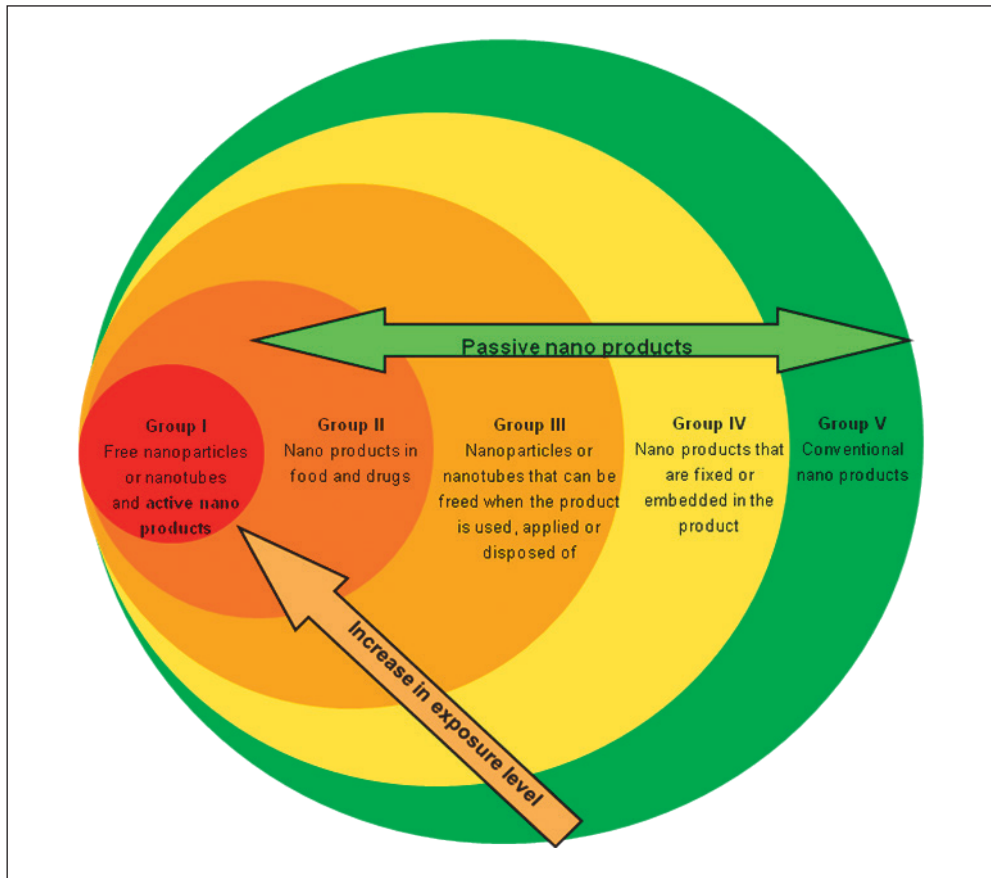 Passive nano products
Group I
Free nanoparticles
or nanotubes
and active nano
products
Group II
Nano products in
food and drugs
Group III
Nanoparticles or
nanotubes that can be
freed when the product
is used, applied or
disposed of
Group IV
Nano products that
are fixed or
embedded in the
product
Group V
Conventional
nano products
Increase in exposure level